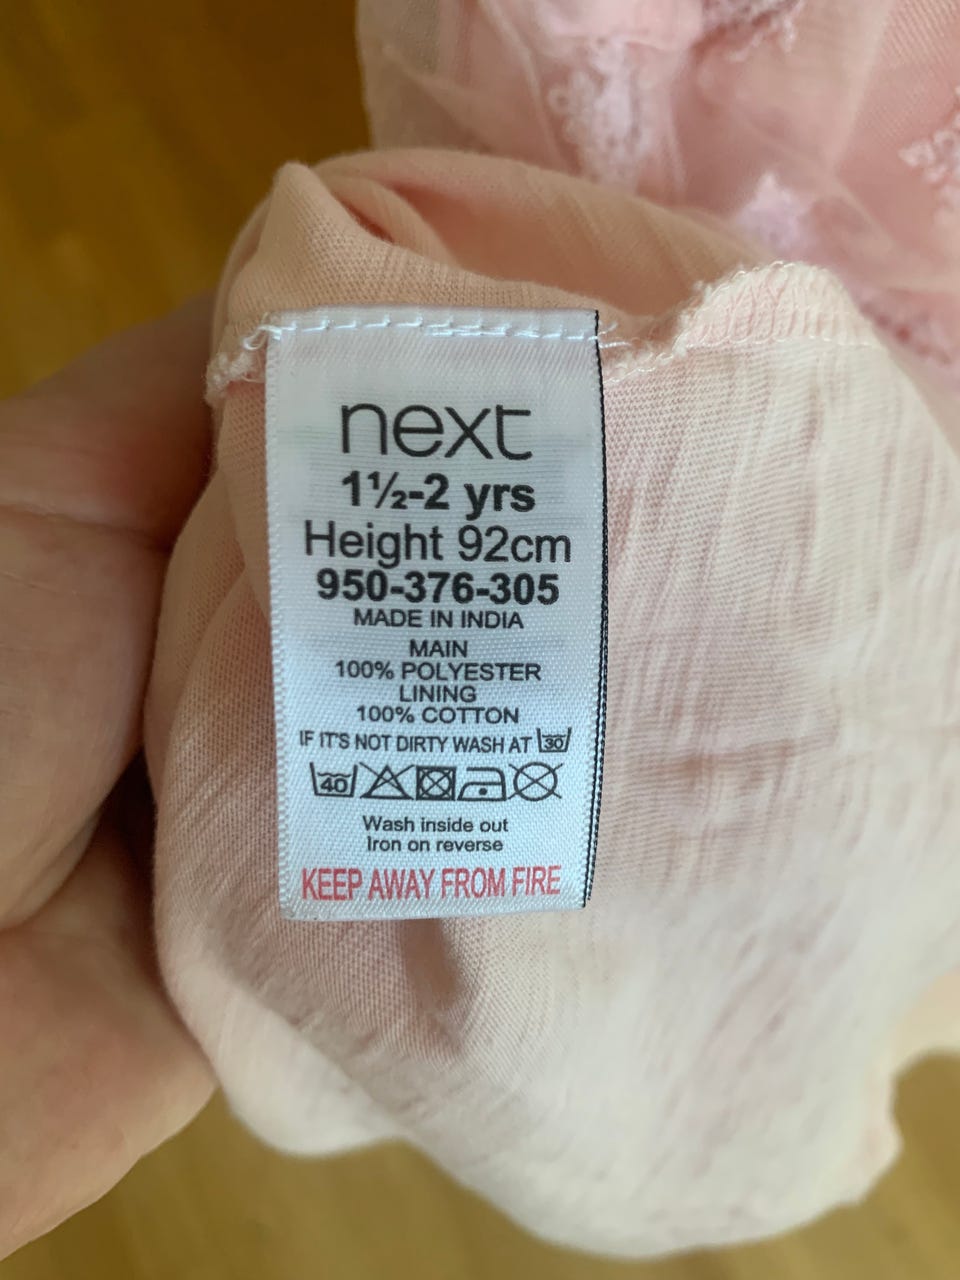 next
1½-2 yrs
Height 92cm
950-376-305
MADE IN INDIA
MAIN
100% POLYESTER
LINING
100% COTTON
IF IT'S NOT DIRTY WASH AT 30
40
Wash inside out
Iron on reverse
KEEP AWAY FROM FIRE